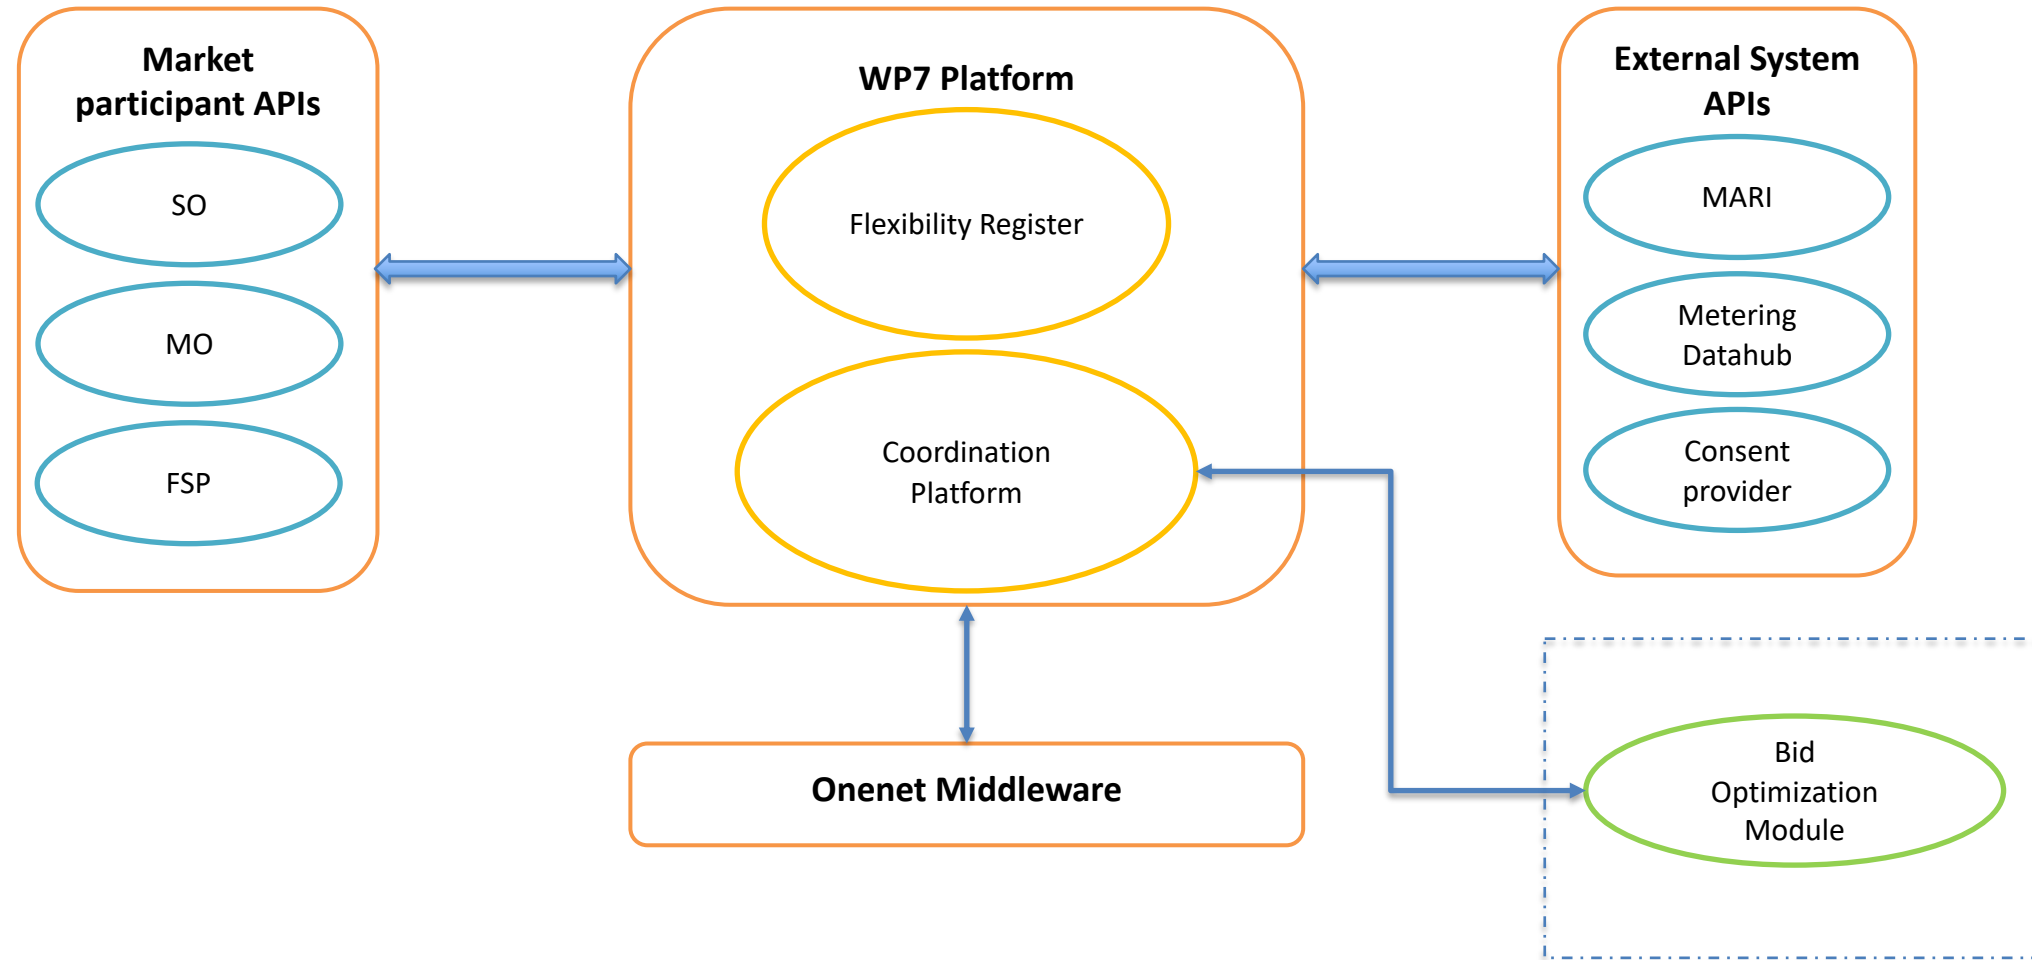 Market
participant APIs
SO
MO
FSP
WP7 Platform
Flexibility Register
Coordination
Platform
External System
APIs
MARI
Metering
Datahub
Consent
provider
Onenet Middleware
Bid
Optimization
Module